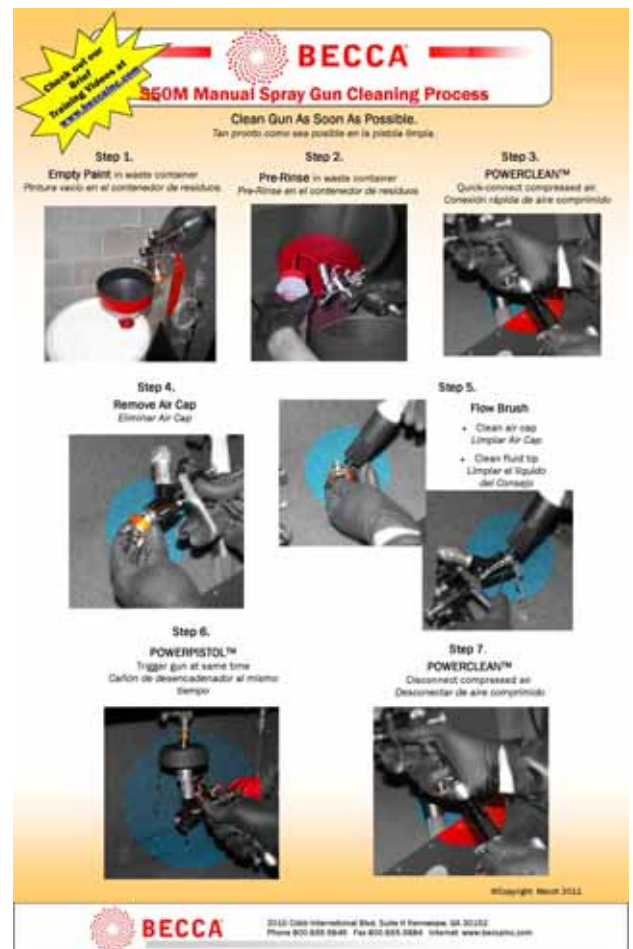 Check out our
Brief
Training Videos at
www.beccainc.com
BECCA
S50M Manual Spray Gun Cleaning Process
Clean Gun As Soon As Possible.
Tan pronto como sea posible en la pistola limpia.
Step 1.
Empty Paint in waste container
Pintura vacío en el contenedor de residuos
Step 2.
Pre-Rinse in waste container
Pre-Rinse en el contenedor de residuos
Step 3.
POWERCLEAN™
Quick-connect compressed air
Conexión rápida de aire comprimido
Step 4.
Remove Air Cap
Eliminar Air Cap
Step 5.
Flow Brush
• Clean air cap
Limpiar Air Cap
• Clean fluid tip
Limpiar el líquido
del Consejo
Step 6.
POWERPISTOL™
Trigger gun at same time
Cañón de desencadenador al mismo
tiempo
Step 7.
POWERCLEAN™
Disconnect compressed air
Desconectar de aire comprimido
©Copyright March 2011
BECCA
2010 Cobb International Blvd, Suite H Kennesaw, GA 30152
Phone Fax Internet www.beccainc.com